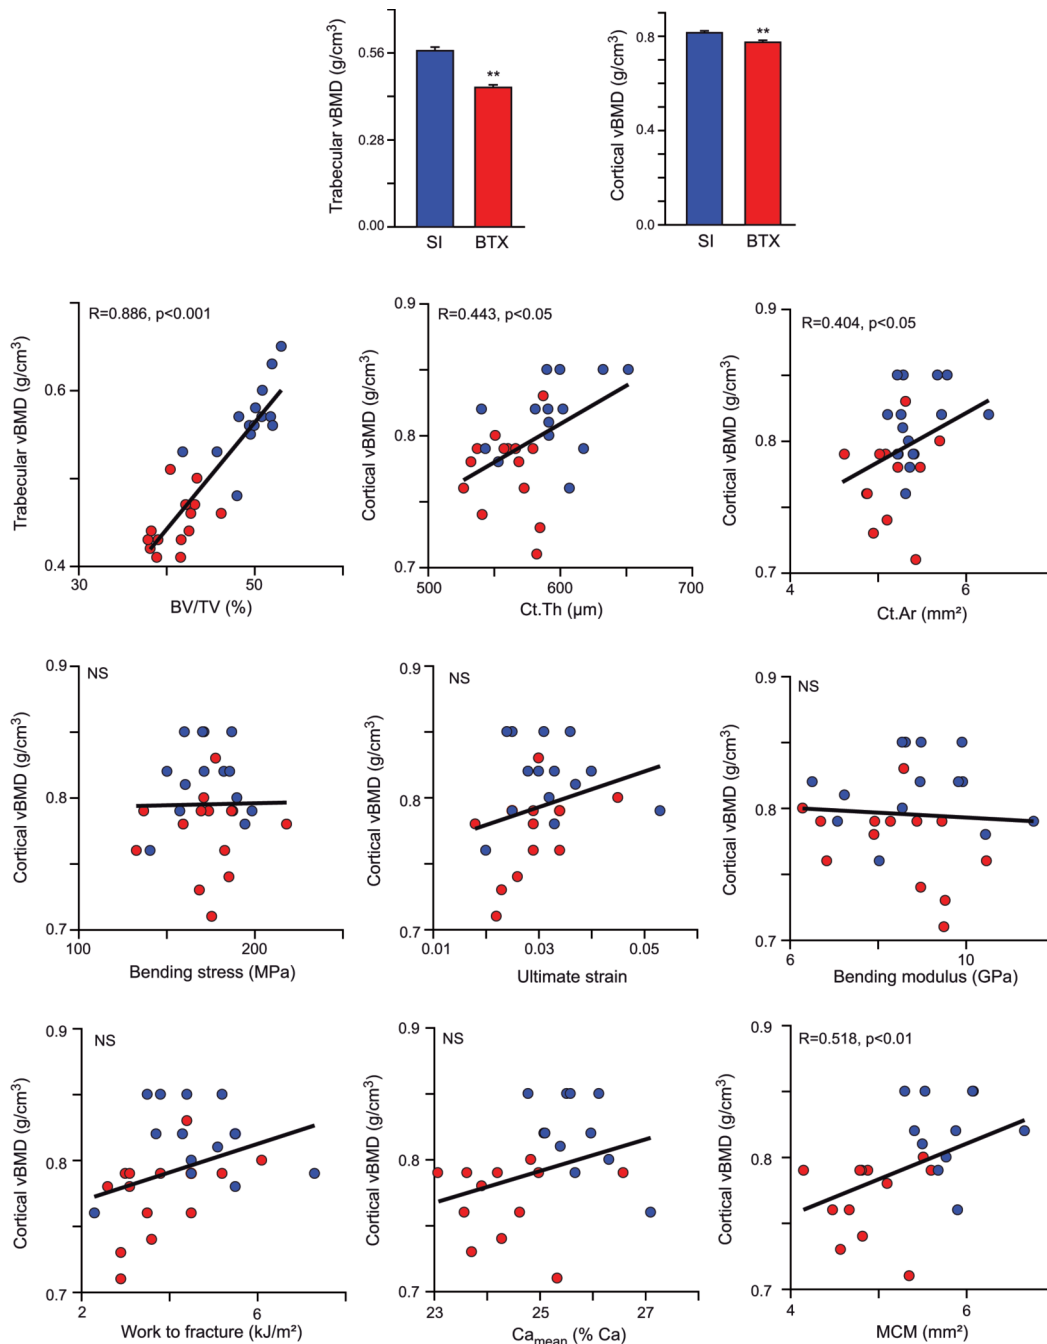 Trabecular vBMD (g/cm³)
0.56
0.28
0.00
**
SI
BTX
Cortical vBMD (g/cm³)
0.8
0.4
0.0
**
SI
BTX
R=0.886, p<0.001
Trabecular vBMD (g/cm³)
0.6
0.4
30
50
BV/TV (%)
R=0.443, p<0.05
Cortical vBMD (g/cm³)
0.9
0.8
0.7
500
600
700
Ct.Th (µm)
R=0.404, p<0.05
Cortical vBMD (g/cm³)
0.9
0.8
0.7
4
6
Ct.Ar (mm²)
NS
Cortical vBMD (g/cm³)
0.9
0.8
0.7
100
200
Bending stress (MPa)
NS
Cortical vBMD (g/cm³)
0.9
0.8
0.7
0.01
0.03
0.05
Ultimate strain
NS
Cortical vBMD (g/cm³)
0.9
0.8
0.7
6
10
Bending modulus (GPa)
NS
Cortical vBMD (g/cm³)
0.9
0.8
0.7
2
6
Work to fracture (kJ/m²)
NS
Cortical vBMD (g/cm³)
0.9
0.8
0.7
23
25
27
Ca_mean (% Ca)
R=0.518, p<0.01
Cortical vBMD (g/cm³)
0.9
0.8
0.7
4
6
MCM (mm²)